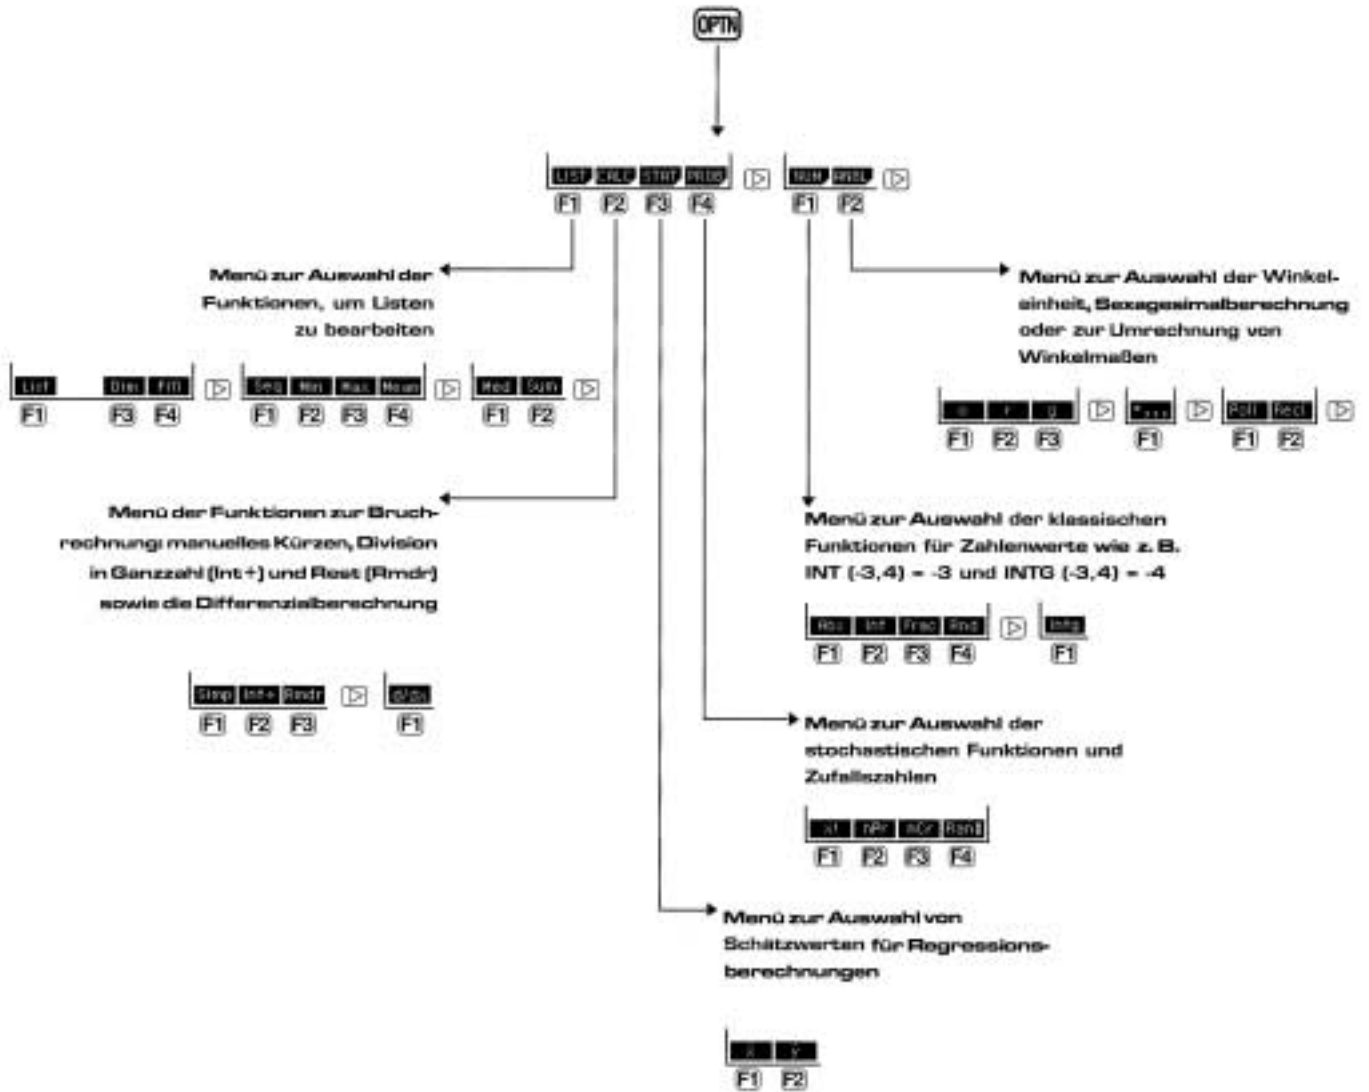 OPTN
LIST CALC STAT PROB NUM ANGL
F1 F2 F3 F4 F1 F2
Menü zur Auswahl der
Funktionen, um Listen
zu bearbeiten
List Dim Fill Seq Min Max Mean Med Sum
F1 F3 F4 F1 F2 F3 F4 F1 F2
Menü zur Auswahl der Winkel-
einheit, Sexagesimalberechnung
oder zur Umrechnung von
Winkelmaßen
° r g Pol( Rec(
F1 F2 F3 F1 F1 F2
Menü der Funktionen zur Bruch-
rechnung: manuelles Kürzen, Division
in Ganzzahl (Int÷) und Rest (Rmdr)
sowie die Differenzialberechnung
Simp Int÷ Rmdr d/dx
F1 F2 F3 F1
Menü zur Auswahl der klassischen
Funktionen für Zahlenwerte wie z. B.
INT (-3,4) = -3 und INTG (-3,4) = -4
Abs Int Frac Rnd Intg
F1 F2 F3 F4 F1
Menü zur Auswahl der
stochastischen Funktionen und
Zufallszahlen
x! nPr nCr Ran#
F1 F2 F3 F4
Menü zur Auswahl von
Schätzwerten für Regressions-
berechnungen
x̂ ŷ
F1 F2